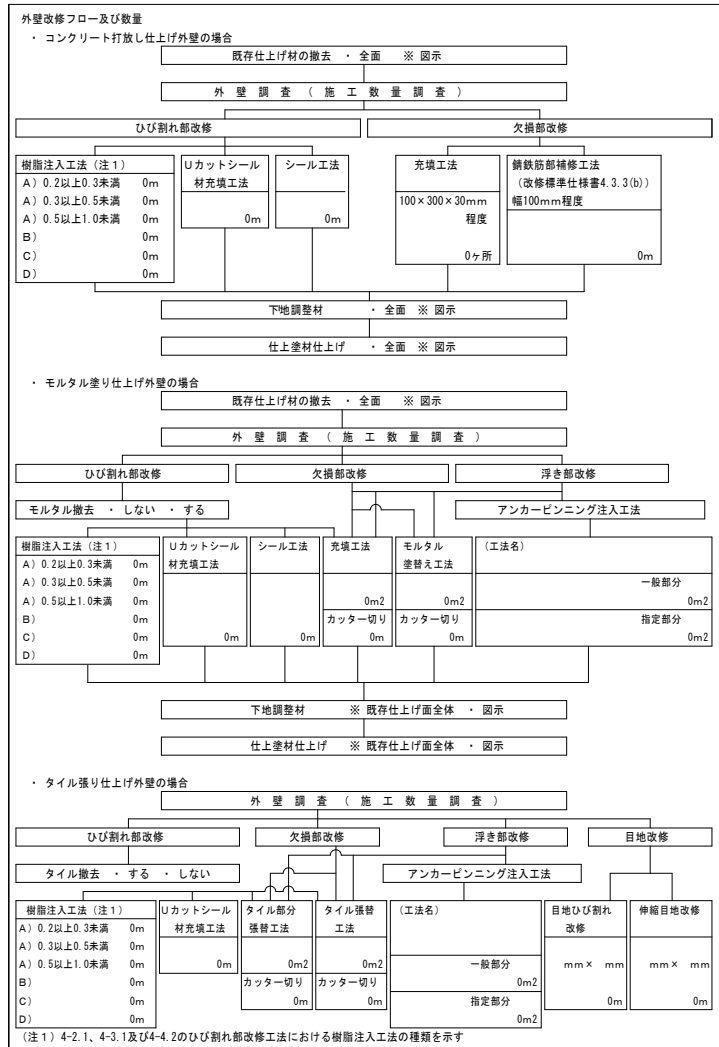 外壁改修フロー及び数量
・ コンクリート打放し仕上げ外壁の場合
既存仕上げ材の撤去 ・ 全面 ※ 図示
外 壁 調 査 ( 施 工 数 量 調 査 )
ひび割れ部改修
欠損部改修
樹脂注入工法(注1)
A)0.2以上0.3未満 0m
A)0.3以上0.5未満 0m
A)0.5以上1.0未満 0m
B) 0m
C) 0m
D) 0m
Uカットシール
材充填工法
0m
シール工法
0m
充填工法
100×300×30mm
程度
0ヶ所
錆鉄筋部補修工法
(改修標準仕様書4.3.3(b))
幅100mm程度
0m
下地調整材 ・ 全面 ※ 図示
仕上塗材仕上げ ・ 全面 ※ 図示
・ モルタル塗り仕上げ外壁の場合
既存仕上げ材の撤去 ・ 全面 ※ 図示
外 壁 調 査 ( 施 工 数 量 調 査 )
ひび割れ部改修
欠損部改修
浮き部改修
モルタル撤去 ・ しない ・ する
アンカーピンニング注入工法
樹脂注入工法(注1)
A)0.2以上0.3未満 0m
A)0.3以上0.5未満 0m
A)0.5以上1.0未満 0m
B) 0m
C) 0m
D) 0m
Uカットシール
材充填工法
0m
シール工法
0m
充填工法
0m2
カッター切り
0m
モルタル
塗替え工法
0m2
カッター切り
0m
(工法名)
一般部分
0m2
指定部分
0m2
下地調整材 ※ 既存仕上げ面全体 ・ 図示
仕上塗材仕上げ ※ 既存仕上げ面全体 ・ 図示
・ タイル張り仕上げ外壁の場合
外 壁 調 査 ( 施 工 数 量 調 査 )
ひび割れ部改修
欠損部改修
浮き部改修
目地改修
タイル撤去 ・ する ・ しない
アンカーピンニング注入工法
樹脂注入工法(注1)
A)0.2以上0.3未満 0m
A)0.3以上0.5未満 0m
A)0.5以上1.0未満 0m
B) 0m
C) 0m
D) 0m
Uカットシール
材充填工法
0m
タイル部分
張替工法
0m2
カッター切り
0m
タイル張替
工法
0m2
カッター切り
0m
(工法名)
一般部分
0m2
指定部分
0m2
目地ひび割れ
改修
mm× mm
0m
伸縮目地改修
mm× mm
0m
(注1)4-2.1、4-3.1及び4-4.2のひび割れ部改修工法における樹脂注入工法の種類を示す